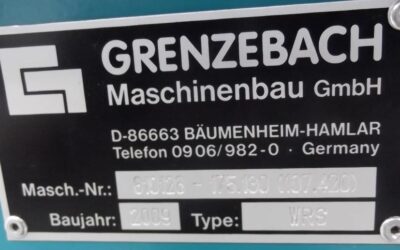 GRENZEBACH
Maschinenbau GmbH
D-86663 BÄUMENHEIM-HAMLAR
Telefon 0906/982-0 · Germany
Masch.-Nr.:
Baujahr: 2009 Type: WRS